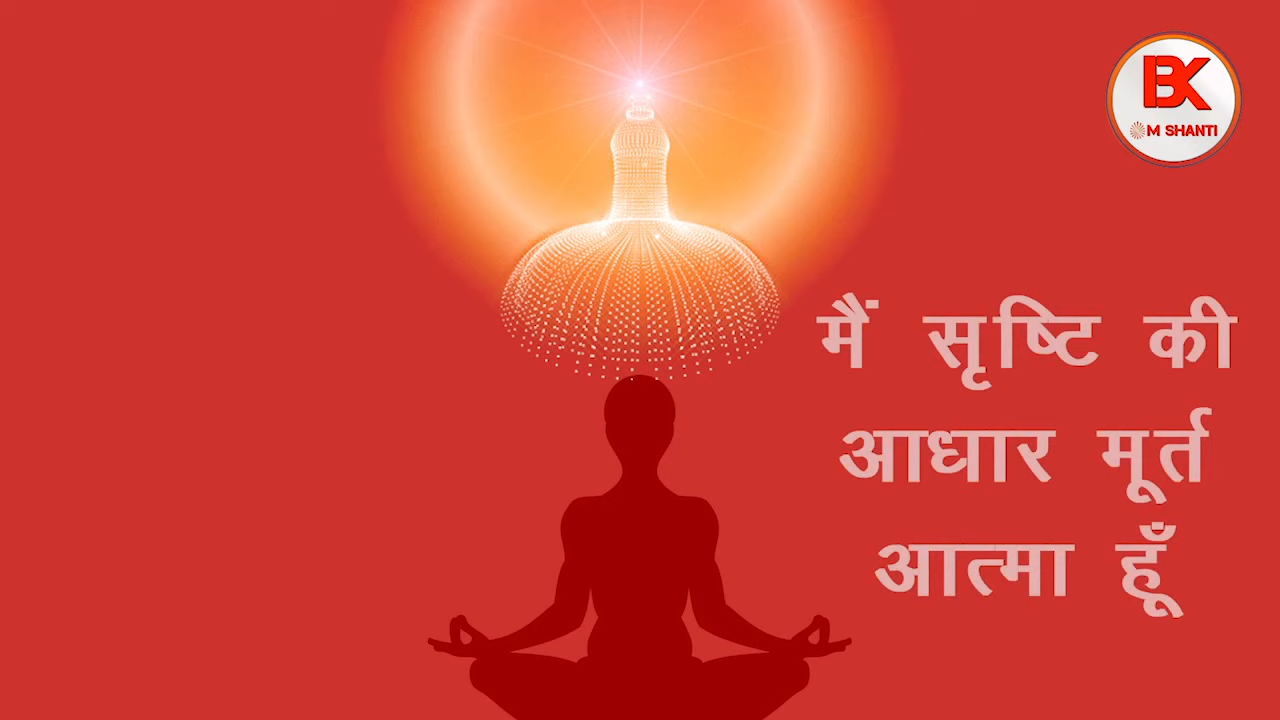 BK
OM SHANTI
मैं सृष्टि की
आधार मूर्त
आत्मा हूँ